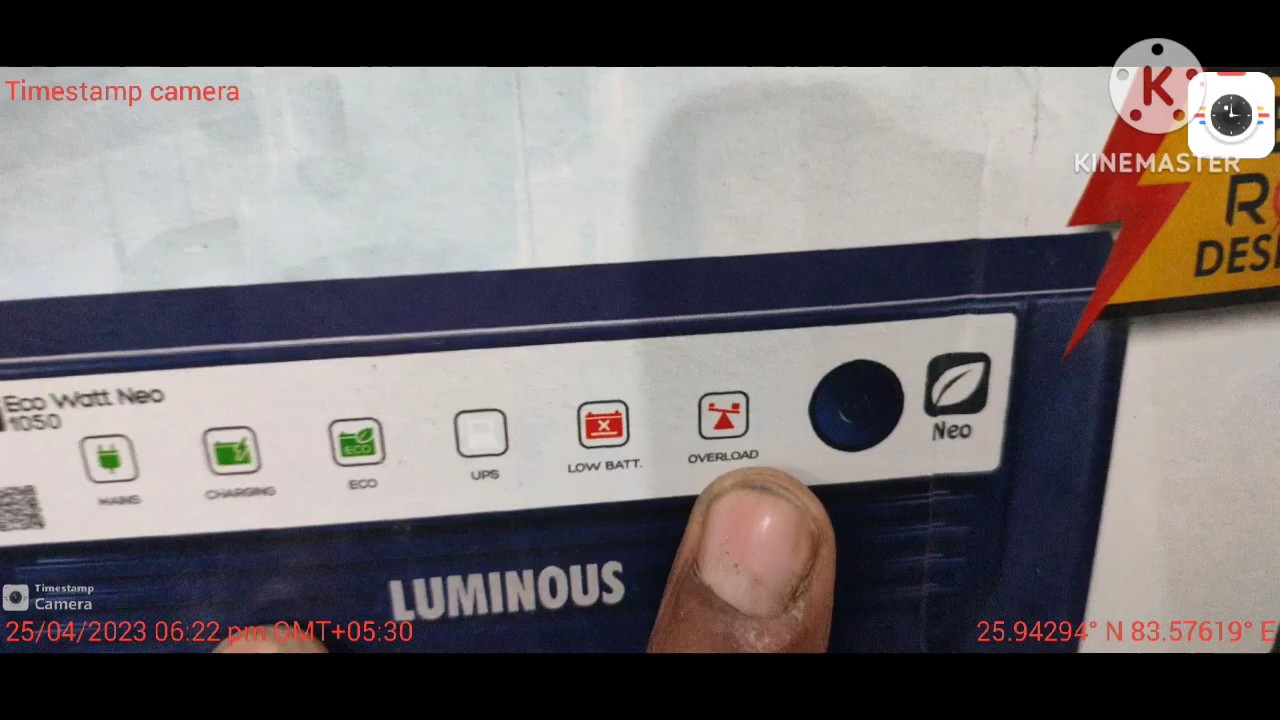 Timestamp camera
KINEMASTER
R
DESI
Eco Watt Neo
1050
MAINS
CHARGING
ECO
ECO
UPS
LOW BATT.
OVERLOAD
Neo
LUMINOUS
Timestamp
Camera
25/04/2023 06:22 pm GMT+05:30
25.94294° N 83.57619° E